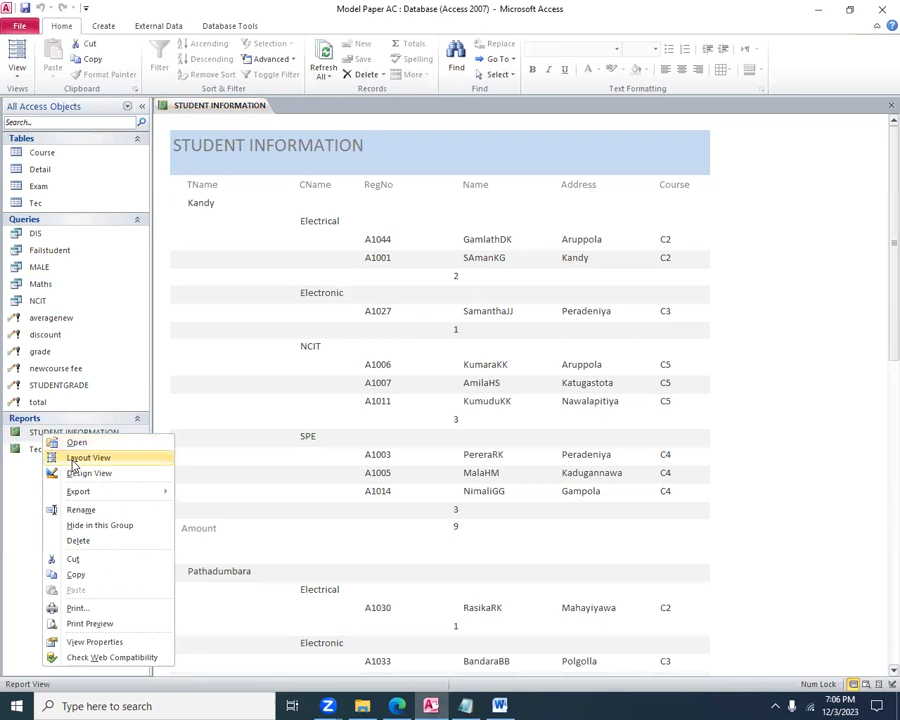 Model Paper AC : Database (Access 2007) - Microsoft Access
File Home Create External Data Database Tools
View Views
Paste Cut Copy Format Painter Clipboard
Filter Ascending Descending Remove Sort Selection Advanced Toggle Filter Sort & Filter
Refresh All New Save Delete Totals Spelling More Records
Find Replace Go To Select Find
B I U A Text Formatting
All Access Objects
Search...
Tables
Course
Detail
Exam
Tec
Queries
DIS
Failstudent
MALE
Maths
NCIT
averagenew
discount
grade
newcourse fee
STUDENTGRADE
total
Reports
STUDENT INFORMATION
Tec
Open
Layout View
Design View
Export
Rename
Hide in this Group
Delete
Cut
Copy
Paste
Print...
Print Preview
View Properties
Check Web Compatibility
STUDENT INFORMATION
STUDENT INFORMATION
TName CName RegNo Name Address Course
Kandy
Electrical
A1044 GamlathDK Aruppola C2
A1001 SAmanKG Kandy C2
2
Electronic
A1027 SamanthaJJ Peradeniya C3
1
NCIT
A1006 KumaraKK Aruppola C5
A1007 AmilaHS Katugastota C5
A1011 KumuduKK Nawalapitiya C5
3
SPE
A1003 PereraRK Peradeniya C4
A1005 MalaHM Kadugannawa C4
A1014 NimaliGG Gampola C4
3
Amount 9
Pathadumbara
Electrical
A1030 RasikaRK Mahayiyawa C2
1
Electronic
A1033 BandaraBB Polgolla C3
Report View Num Lock
Type here to search
7:06 PM
12/3/2023